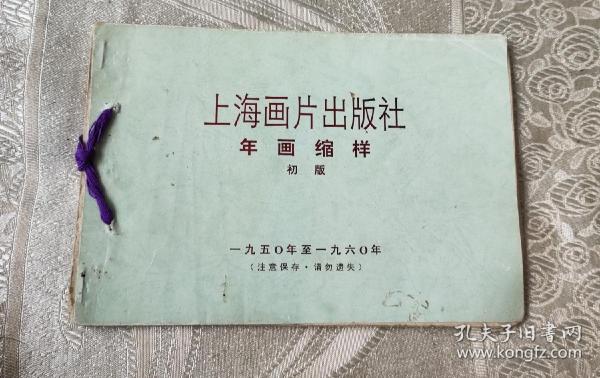 上海画片出版社
年画缩样
初版
一九五〇年至一九六〇年
(注意保存·请勿遗失)
孔夫子旧书网
www.kongfz.com